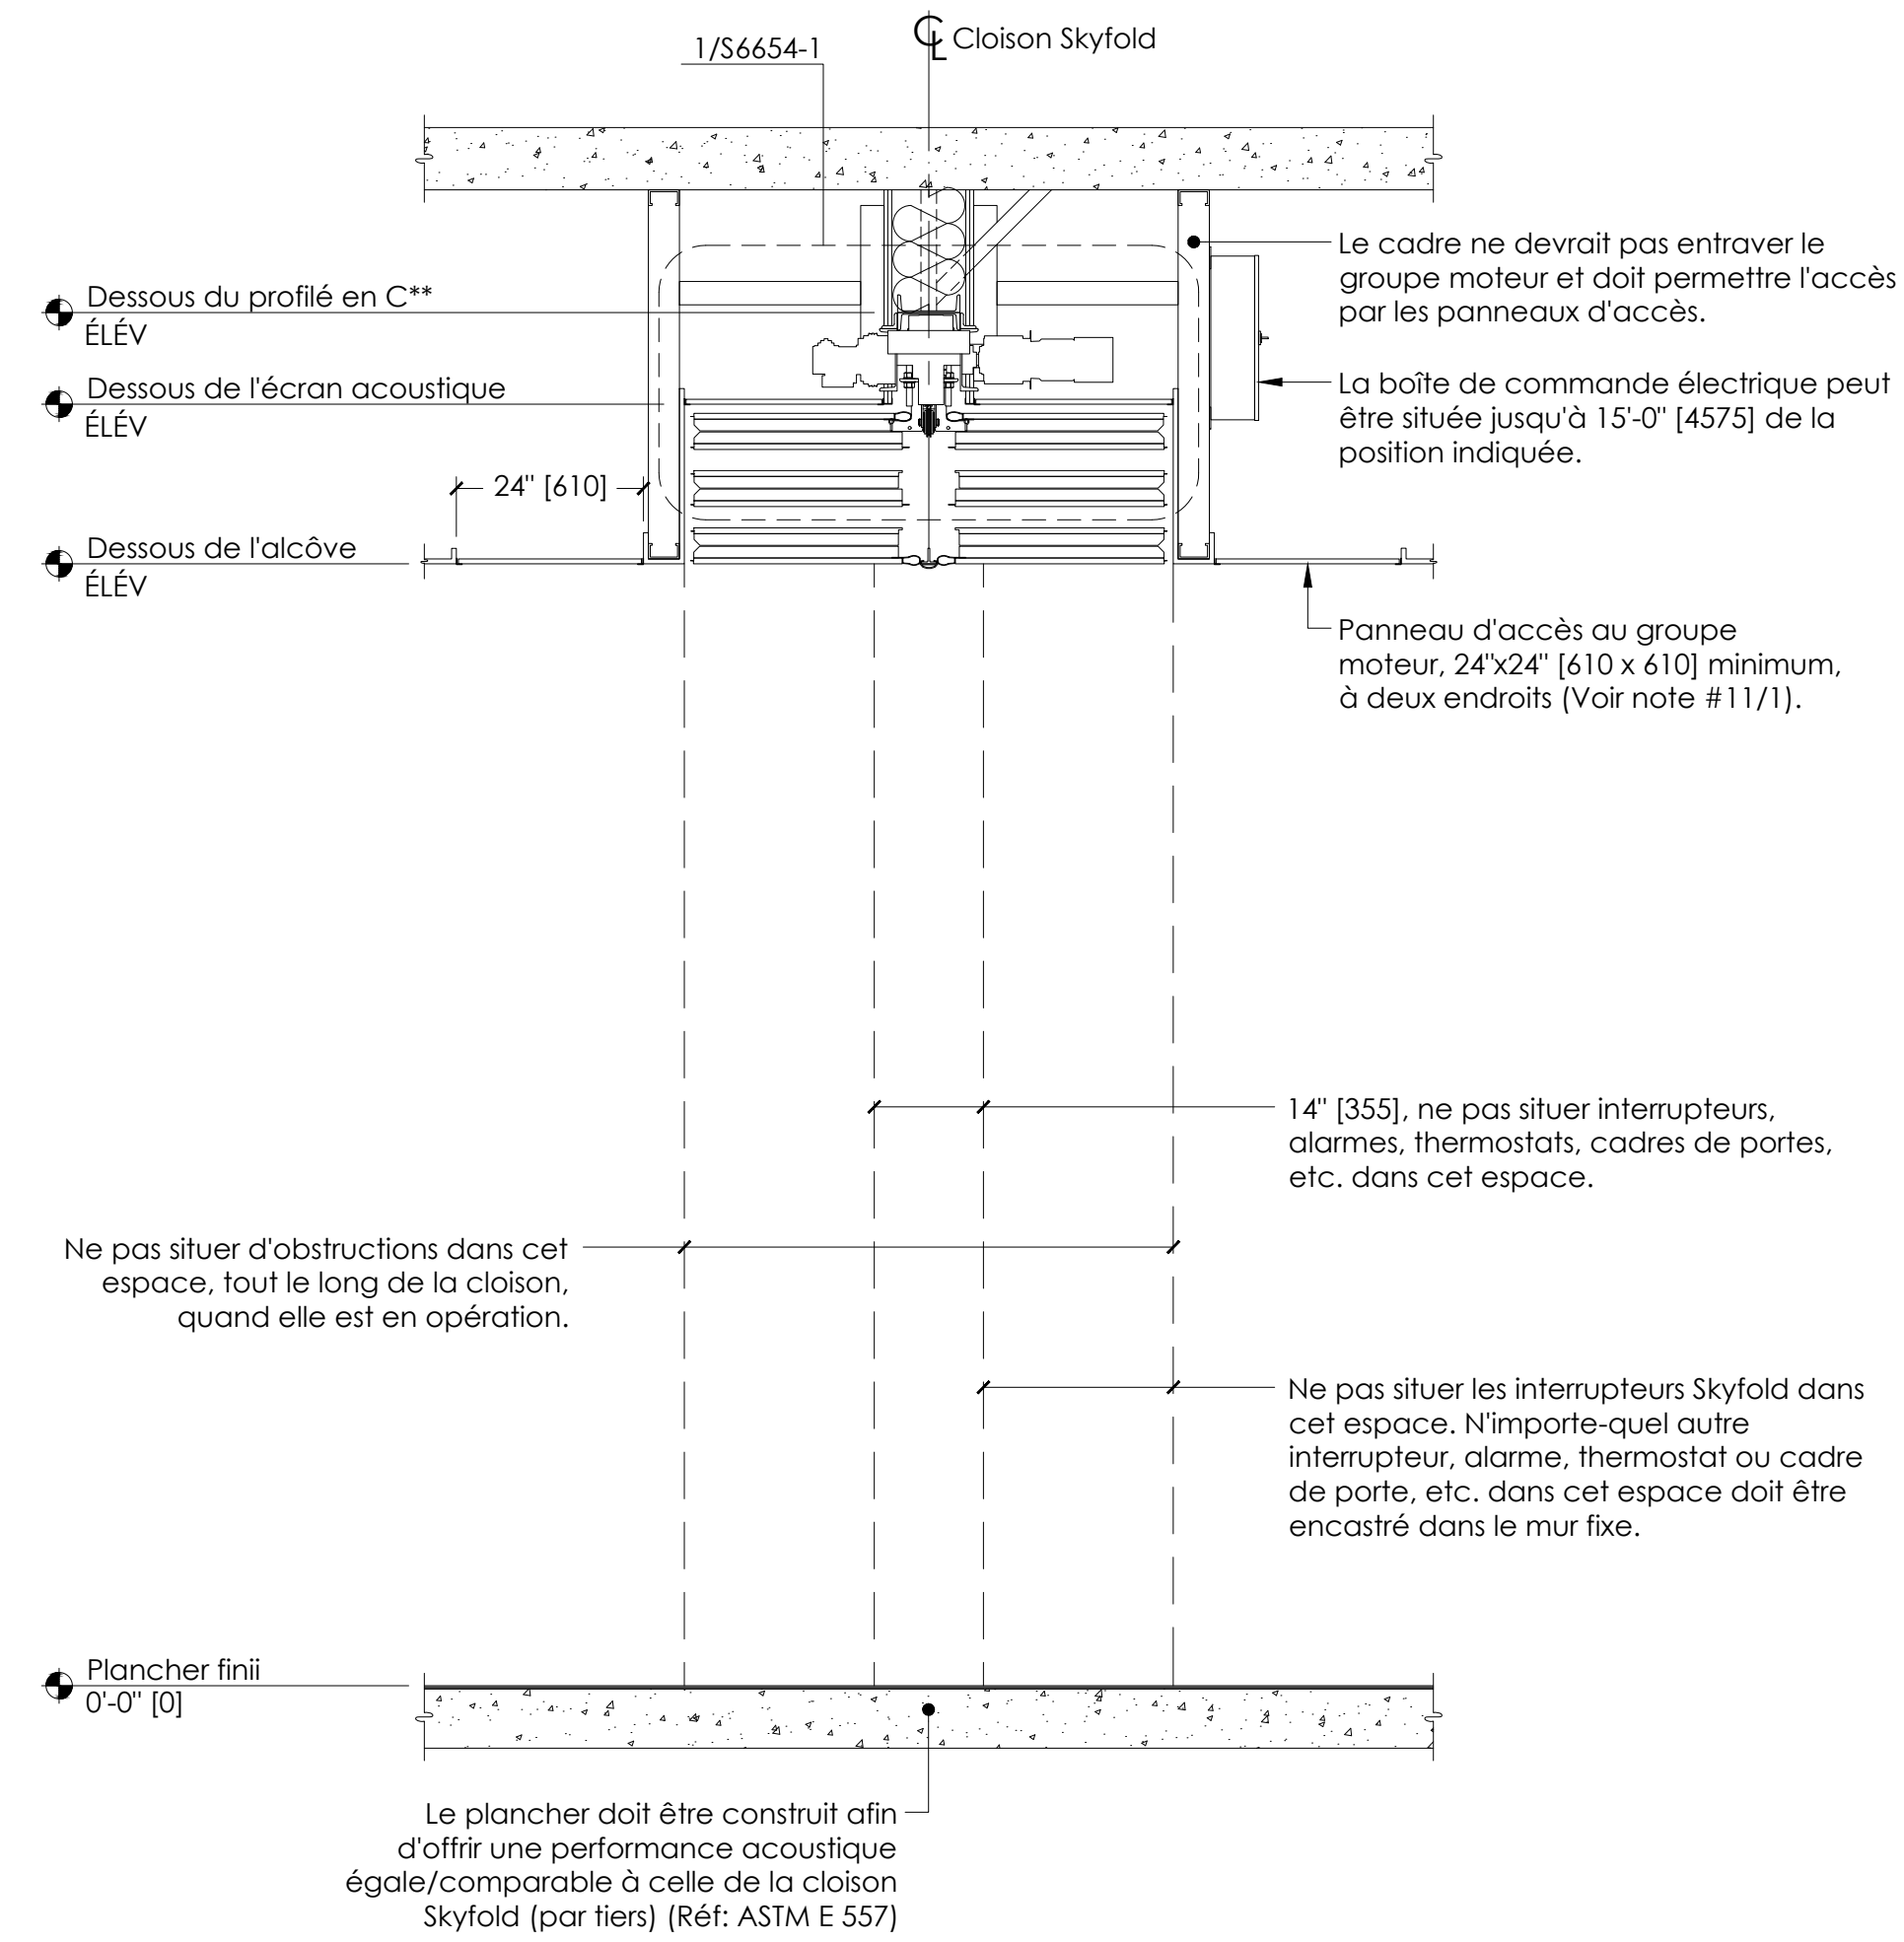 1/S6654-1
CL Cloison Skyfold
Le cadre ne devrait pas entraver le
groupe moteur et doit permettre l'accès
par les panneaux d'accès.
Dessous du profilé en C**
ÉLÉV
Dessous de l'écran acoustique
ÉLÉV
La boîte de commande électrique peut
être située jusqu'à 15'-0" [4575] de la
position indiquée.
24" [610]
Dessous de l'alcôve
ÉLÉV
Panneau d'accès au groupe
moteur, 24"x24" [610 x 610] minimum,
à deux endroits (Voir note #11/1).
14" [355], ne pas situer interrupteurs,
alarmes, thermostats, cadres de portes,
etc. dans cet espace.
Ne pas situer d'obstructions dans cet
espace, tout le long de la cloison,
quand elle est en opération.
Ne pas situer les interrupteurs Skyfold dans
cet espace. N'importe-quel autre
interrupteur, alarme, thermostat ou cadre
de porte, etc. dans cet espace doit être
encastré dans le mur fixe.
Plancher finii
0'-0" [0]
Le plancher doit être construit afin
d'offrir une performance acoustique
égale/comparable à celle de la cloison
Skyfold (par tiers) (Réf: ASTM E 557)